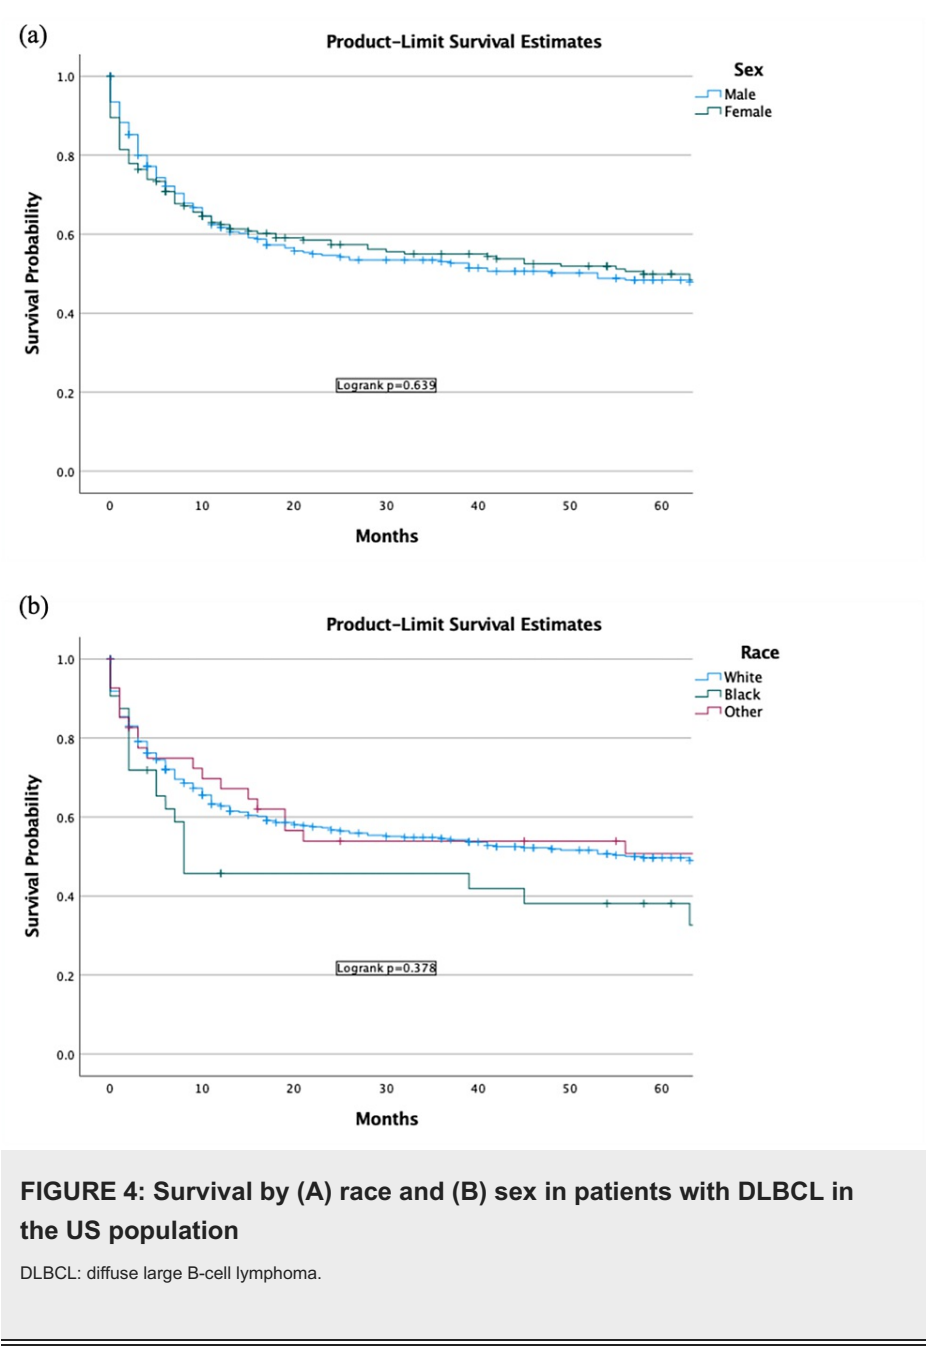 (a)
Product-Limit Survival Estimates
Sex
Male
Female
1.0
0.8
0.6
0.4
0.2
0.0
Survival Probability
Logrank p=0.639
0 10 20 30 40 50 60
Months
(b)
Product-Limit Survival Estimates
Race
White
Black
Other
1.0
0.8
0.6
0.4
0.2
0.0
Survival Probability
Logrank p=0.378
0 10 20 30 40 50 60
Months
FIGURE 4: Survival by (A) race and (B) sex in patients with DLBCL in
the US population
DLBCL: diffuse large B-cell lymphoma.